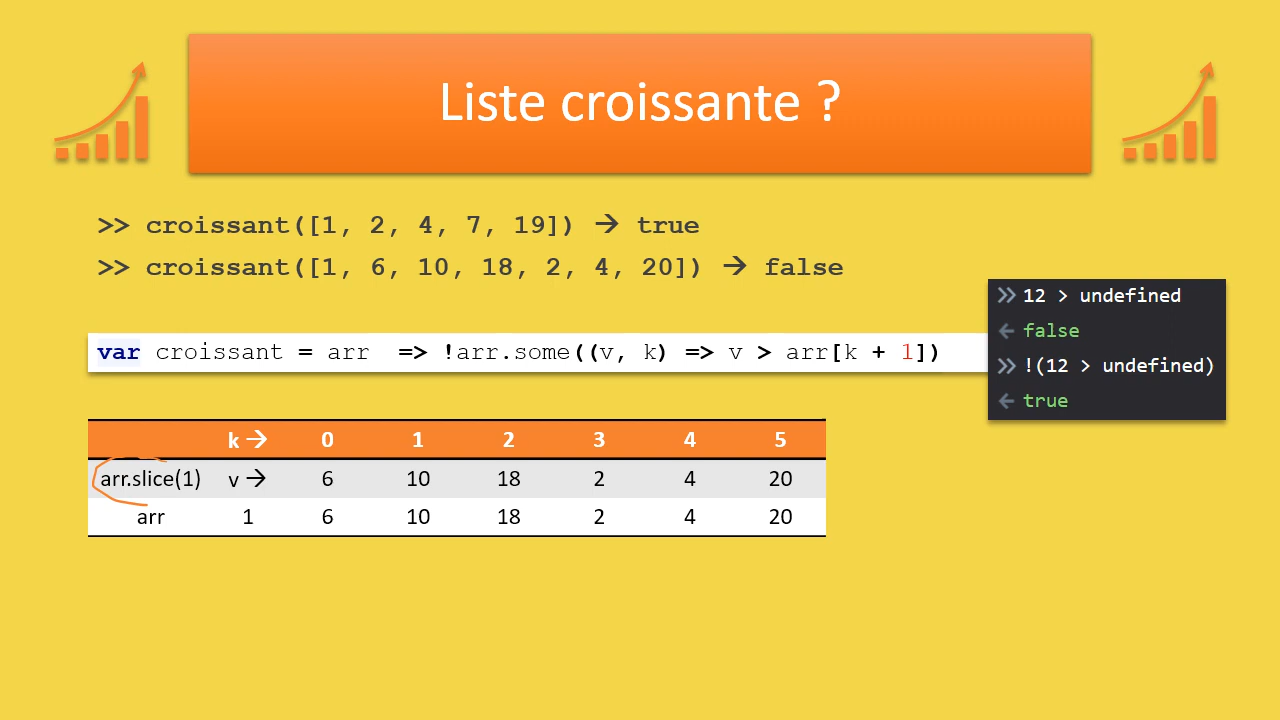 Liste croissante ?
>> croissant([1, 2, 4, 7, 19]) → true
>> croissant([1, 6, 10, 18, 2, 4, 20]) → false
var croissant = arr => !arr.some((v, k) => v > arr[k + 1])
>> 12 > undefined
← false
>> !(12 > undefined)
← true
k → 0 1 2 3 4 5
arr.slice(1) v → 6 10 18 2 4 20
arr 1 6 10 18 2 4 20